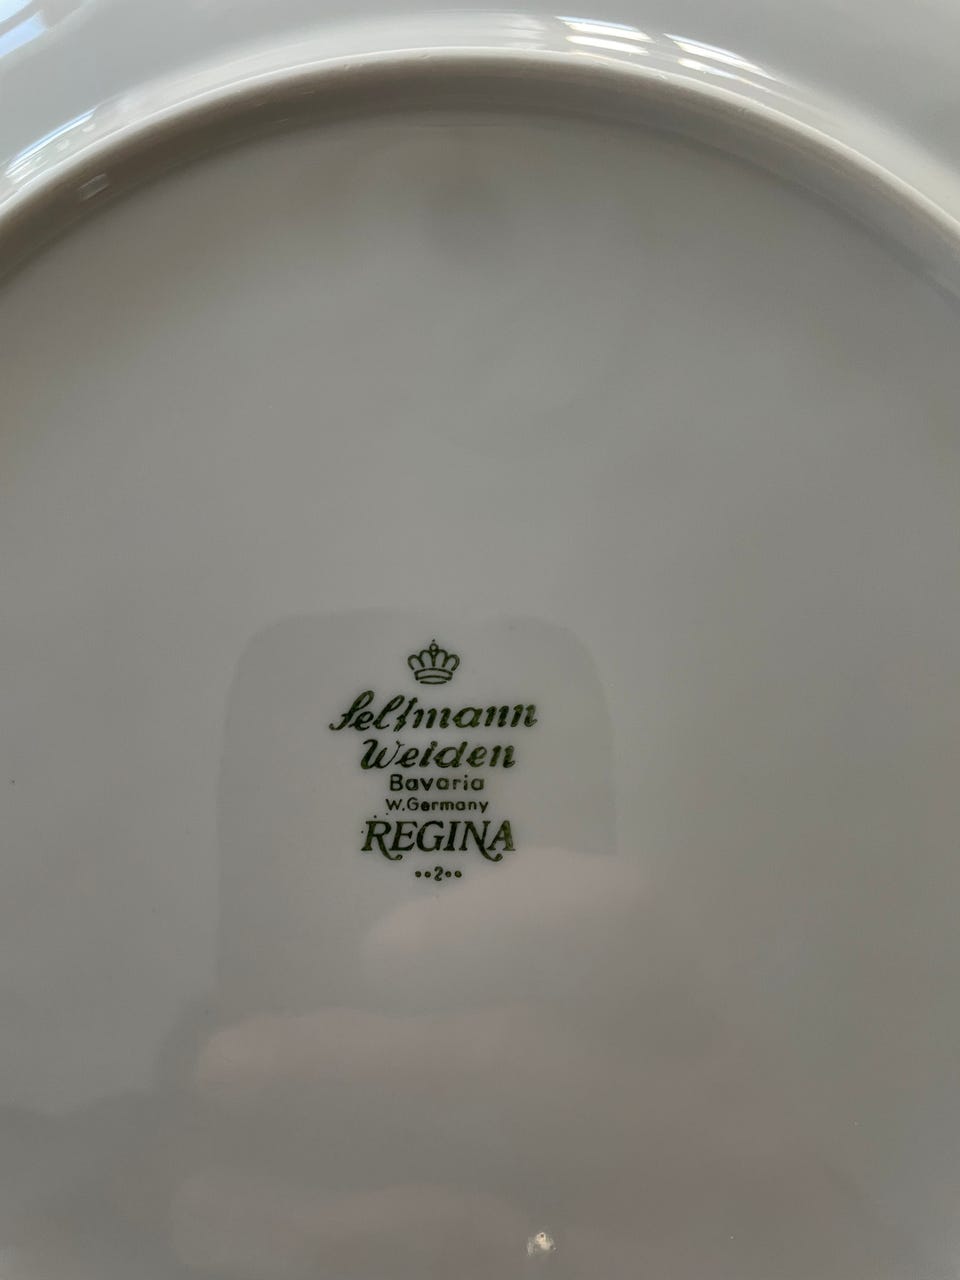 Seltmann
Weiden
Bavaria
W.Germany
REGINA
••2••